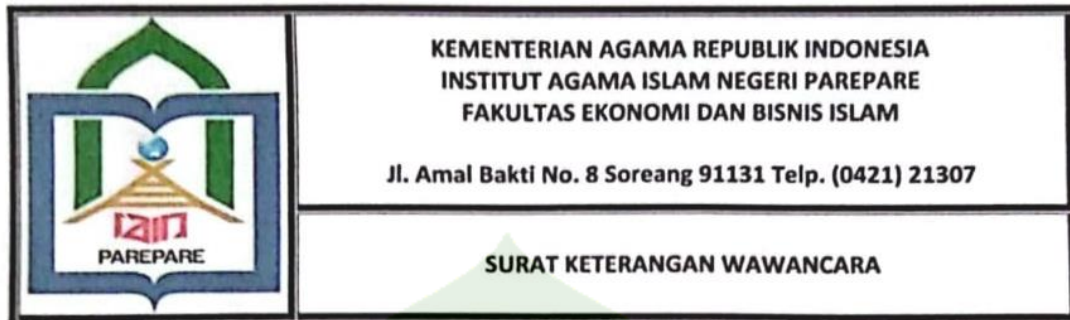 KEMENTERIAN AGAMA REPUBLIK INDONESIA
INSTITUT AGAMA ISLAM NEGERI PAREPARE
FAKULTAS EKONOMI DAN BISNIS ISLAM
Jl. Amal Bakti No. 8 Soreang 91131 Telp. (0421) 21307
IAIN
PAREPARE
SURAT KETERANGAN WAWANCARA